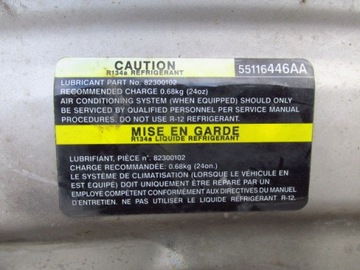 CAUTION
R134a REFRIGERANT
55116446AA
LUBRICANT PART No. 82300102
RECOMMENDED CHARGE 0.68kg (24oz)
AIR CONDITIONING SYSTEM (WHEN EQUIPPED) SHOULD ONLY
BE SERVICED BY QUALIFIED PERSONNEL PER SERVICE MANUAL
PROCEDURES. DO NOT USE R-12 REFRIGERANT.
MISE EN GARDE
R134a LIQUIDE REFRIGERANT
LUBRIFIANT, PIÈCE n°. 82300102
CHARGE RECOMMANDEE: 0.68kg (24on.)
LE SYSTÈME DE CLIMATISATION (LORSQUE LE VÉHICULE EN
EST ÉQUIPE) DOIT UNIQUEMENT ÊTRE RÉPARÉ PAR UN
EMPLOYÉ COMPÉTENT CONFORMÉMENT AUX DIRECTIVES DU MANUEL
D'ENTRETIEN. NE PAS UTILISER LE LIQUIDE RÉFRIGÉRANT R-12.